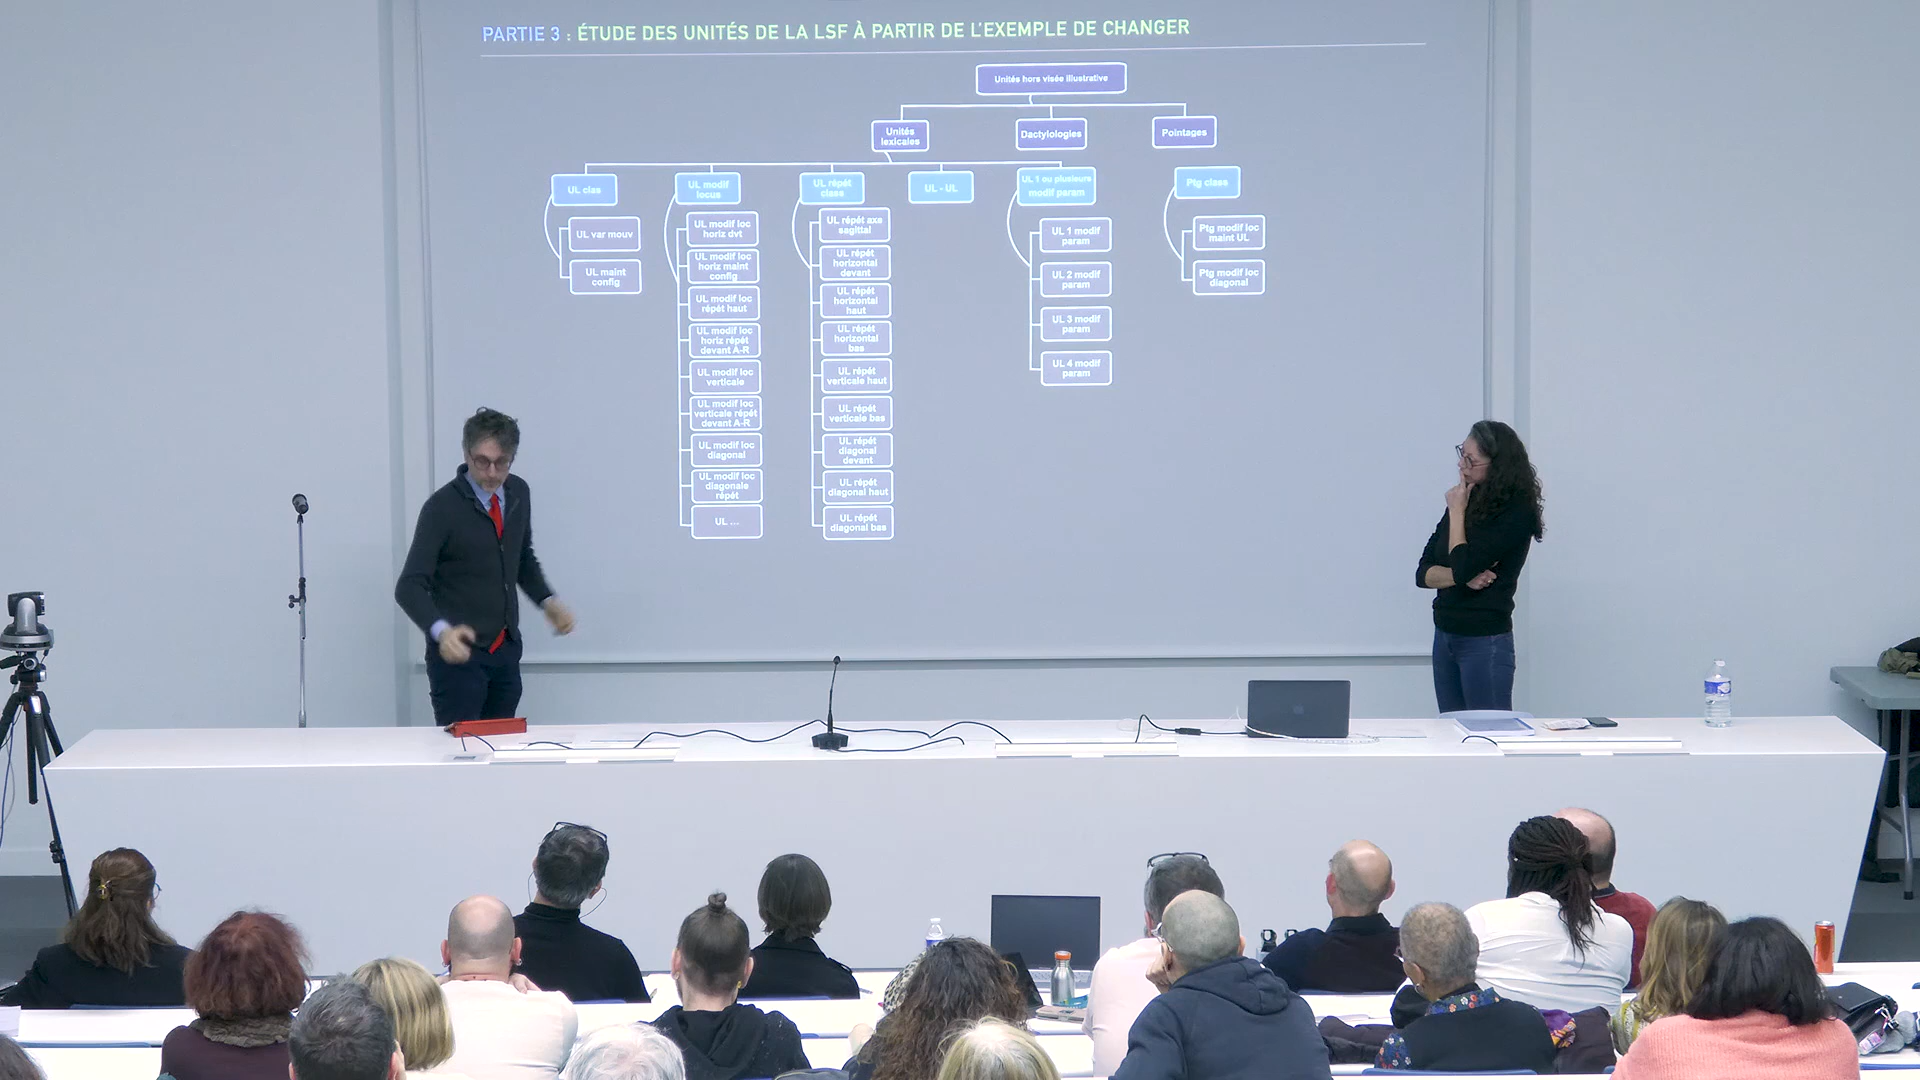 PARTIE 3 : ÉTUDE DES UNITÉS DE LA LSF À PARTIR DE L'EXEMPLE DE CHANGER
Unités hors visée illustrative
Unités
lexicales
Dactylologies
Pointages
UL clas
UL var mouv
UL maint
config
UL modif
locus
UL modif loc
horiz dvt
UL modif loc
horiz maint
config
UL modif loc
répét haut
UL modif loc
horiz répét
devant A-R
UL modif loc
verticale
UL modif loc
verticale répét
devant A-R
UL modif loc
diagonal
UL modif loc
diagonale
répét
UL ...
UL répét
class
UL répét axe
sagittal
UL répét
horizontal
devant
UL répét
horizontal
haut
UL répét
horizontal
bas
UL répét
verticale haut
UL répét
verticale bas
UL répét
diagonal
devant
UL répét
diagonal haut
UL répét
diagonal bas
UL - UL
UL 1 ou plusieurs
modif param
UL 1 modif
param
UL 2 modif
param
UL 3 modif
param
UL 4 modif
param
Ptg class
Ptg modif loc
maint UL
Ptg modif loc
diagonal